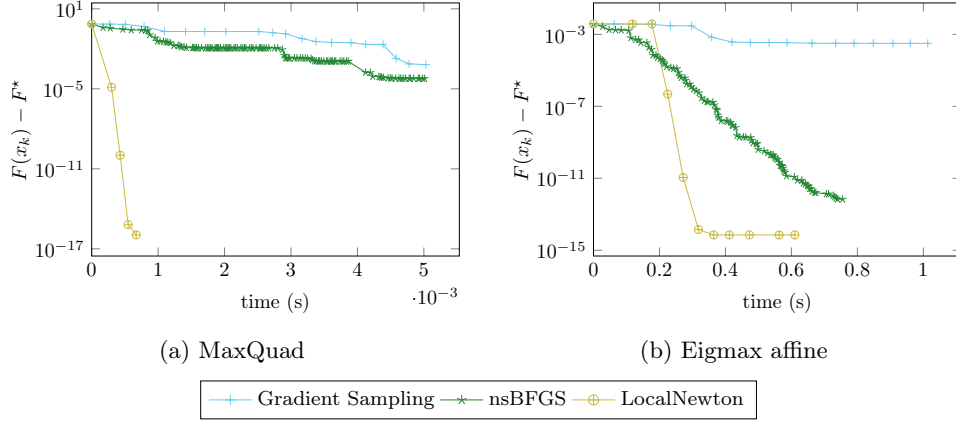 10^1
10^−5
10^−11
10^−17
F(x_k) − F^⋆
0 1 2 3 4 5
·10^−3
time (s)
(a) MaxQuad
10^−3
10^−7
10^−11
10^−15
F(x_k) − F^⋆
0 0.2 0.4 0.6 0.8 1
time (s)
(b) Eigmax affine
Gradient Sampling nsBFGS LocalNewton